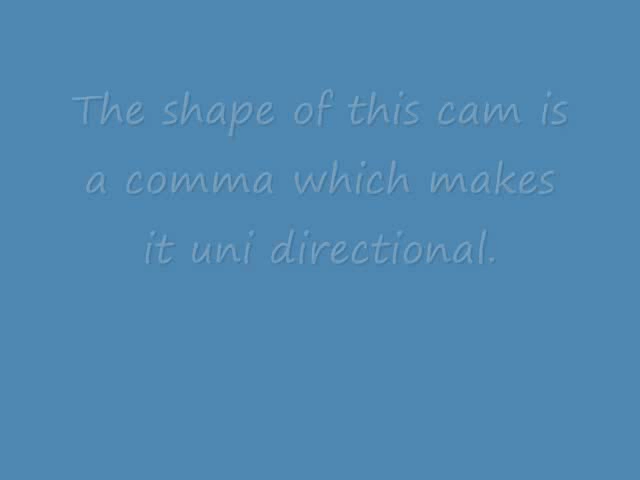 The shape of this cam is
a comma which makes
it uni directional.